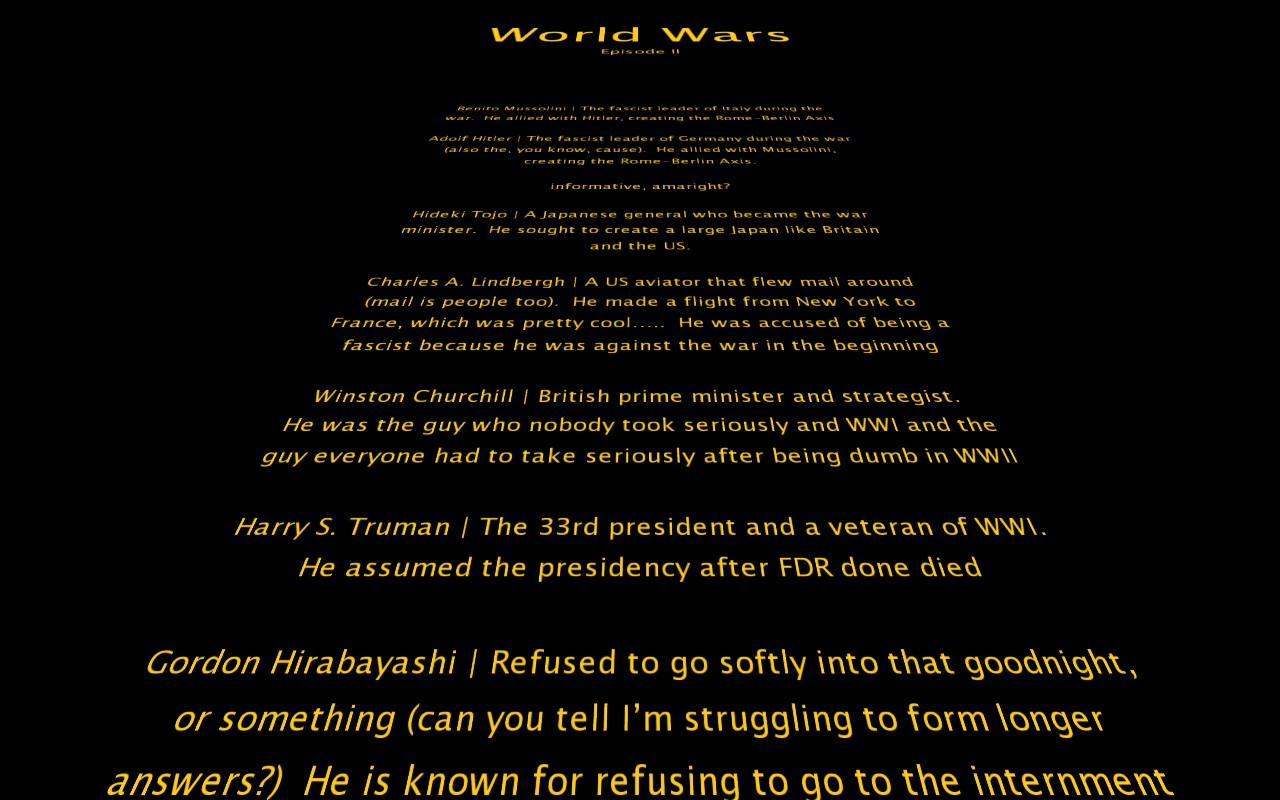 World Wars
Episode II
Benito Mussolini | The fascist leader of Italy during the
war.  He allied with Hitler, creating the Rome-Berlin Axis
Adolf Hitler | The fascist leader of Germany during the war
(also the, you know, cause).  He allied with Mussolini,
creating the Rome-Berlin Axis.
informative, amaright?
Hideki Tojo | A Japanese general who became the war
minister.  He sought to create a large Japan like Britain
and the US.
Charles A. Lindbergh | A US aviator that flew mail around
(mail is people too).  He made a flight from New York to
France, which was pretty cool.....  He was accused of being a
fascist because he was against the war in the beginning
Winston Churchill | British prime minister and strategist.
He was the guy who nobody took seriously and WWI and the
guy everyone had to take seriously after being dumb in WWII
Harry S. Truman | The 33rd president and a veteran of WWI.
He assumed the presidency after FDR done died
Gordon Hirabayashi | Refused to go softly into that goodnight,
or something (can you tell I’m struggling to form longer
answers?)  He is known for refusing to go to the internment